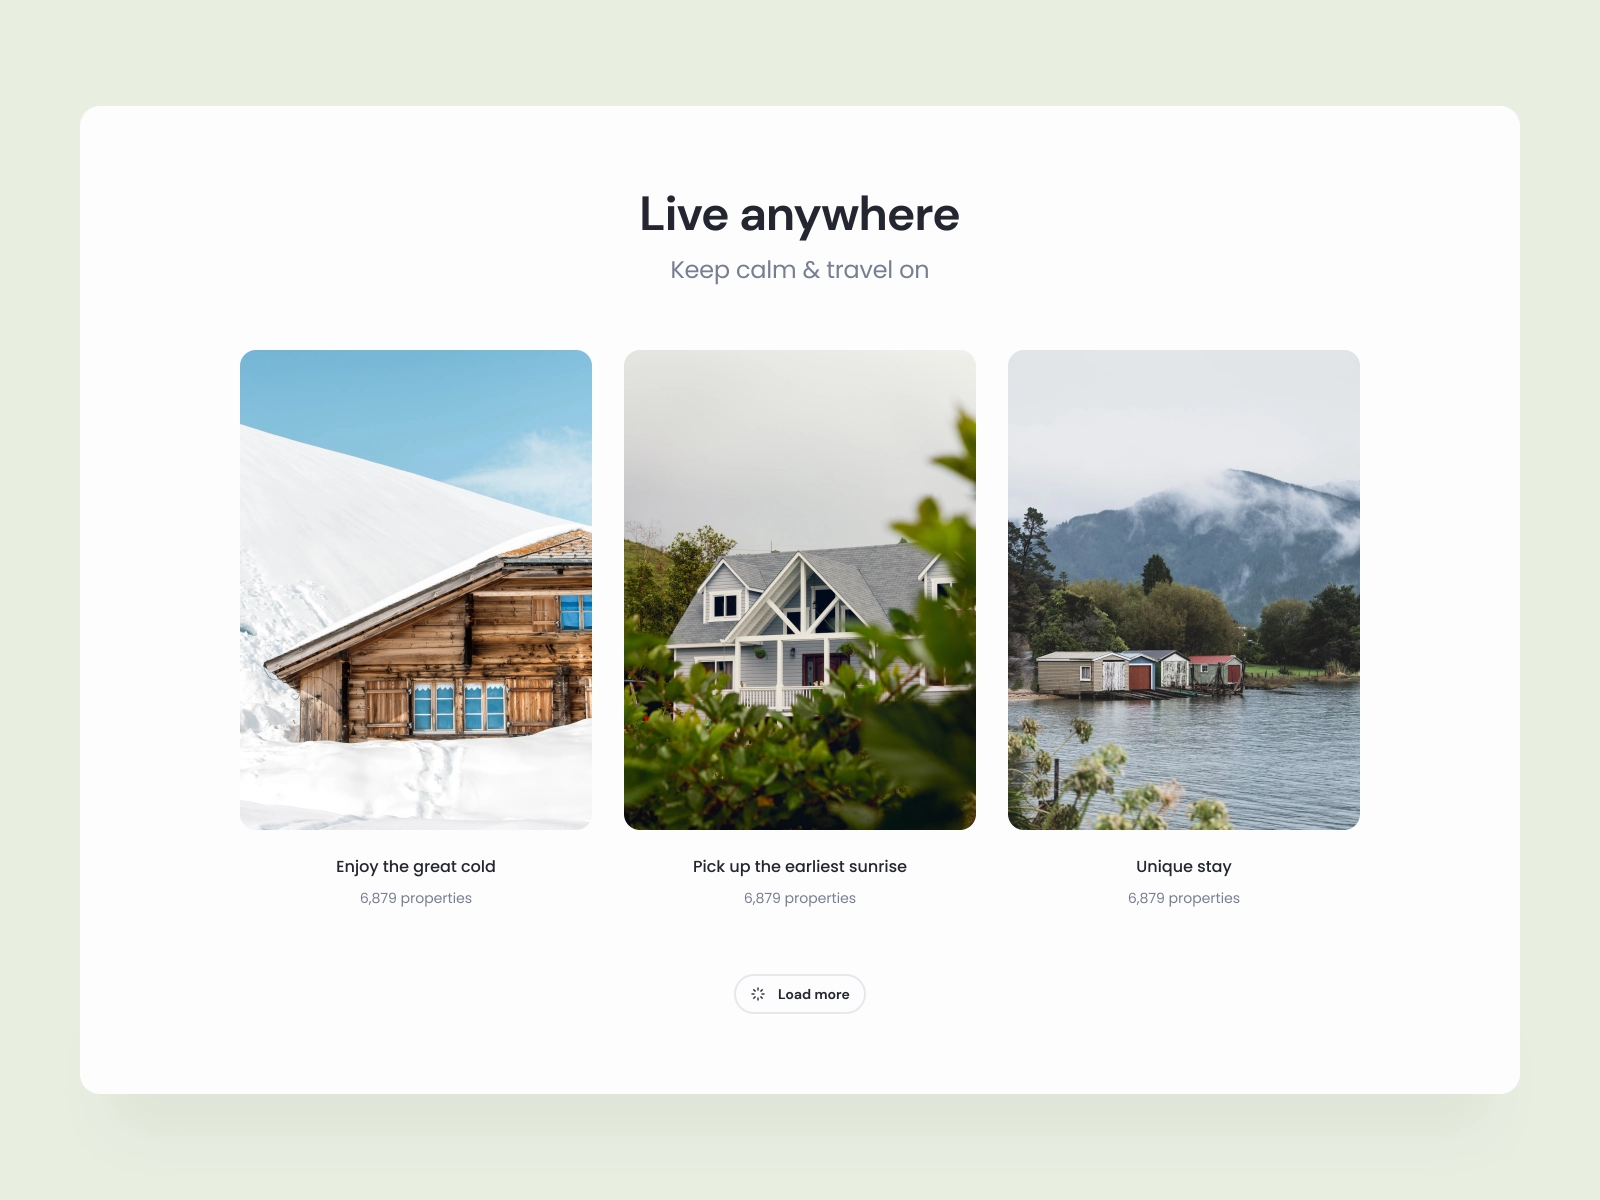 Live anywhere
Keep calm & travel on
Enjoy the great cold
6,879 properties
Pick up the earliest sunrise
6,879 properties
Unique stay
6,879 properties
Load more